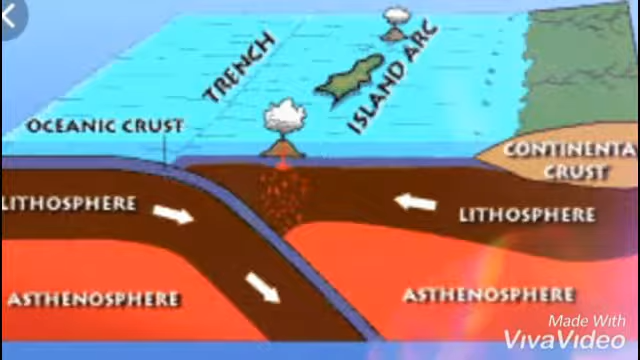 TRENCH
ISLAND ARC
OCEANIC CRUST
CONTINENTA
CRUST
LITHOSPHERE
LITHOSPHERE
ASTHENOSPHERE
ASTHENOSPHERE
Made With
VivaVideo